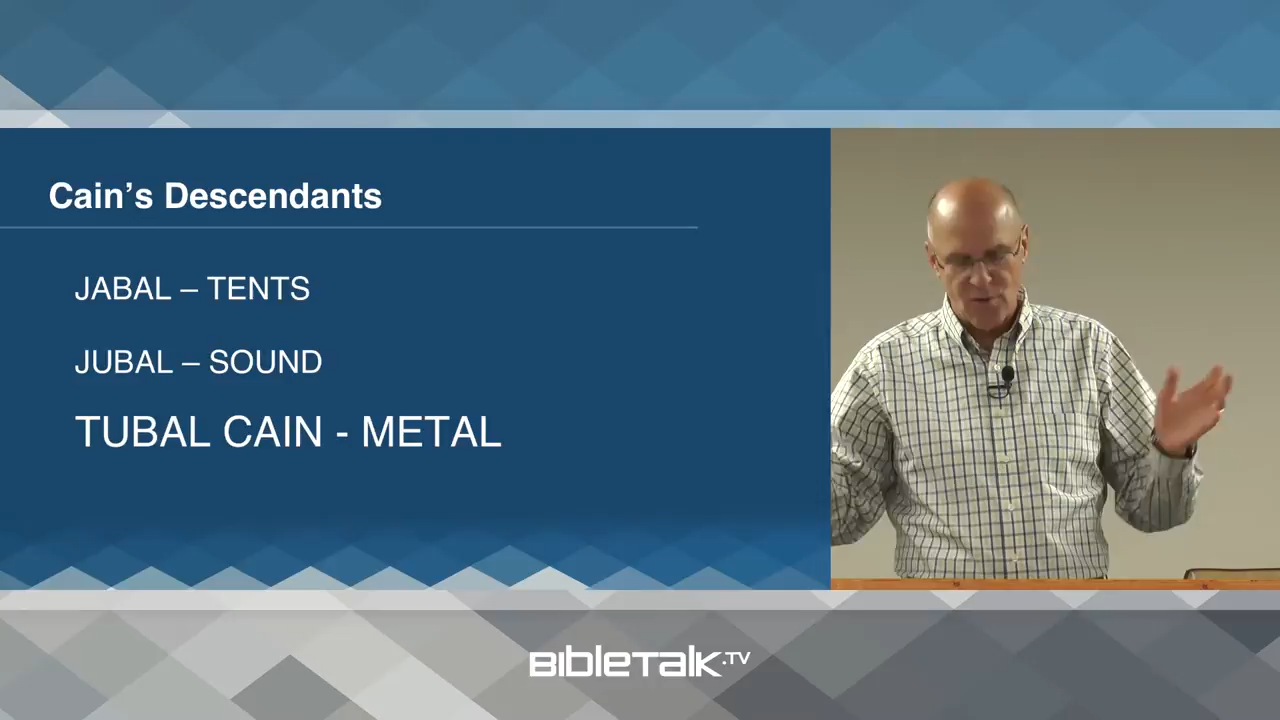 Cain’s Descendants
JABAL – TENTS
JUBAL – SOUND
TUBAL CAIN - METAL
BIBLETALK.TV